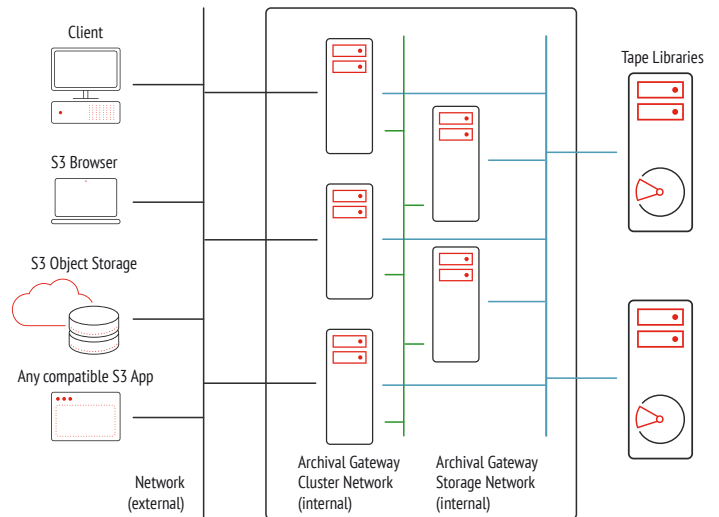 Client
Tape Libraries
S3 Browser
S3 Object Storage
Any compatible S3 App
Network
(external)
Archival Gateway
Cluster Network
(internal)
Archival Gateway
Storage Network
(internal)